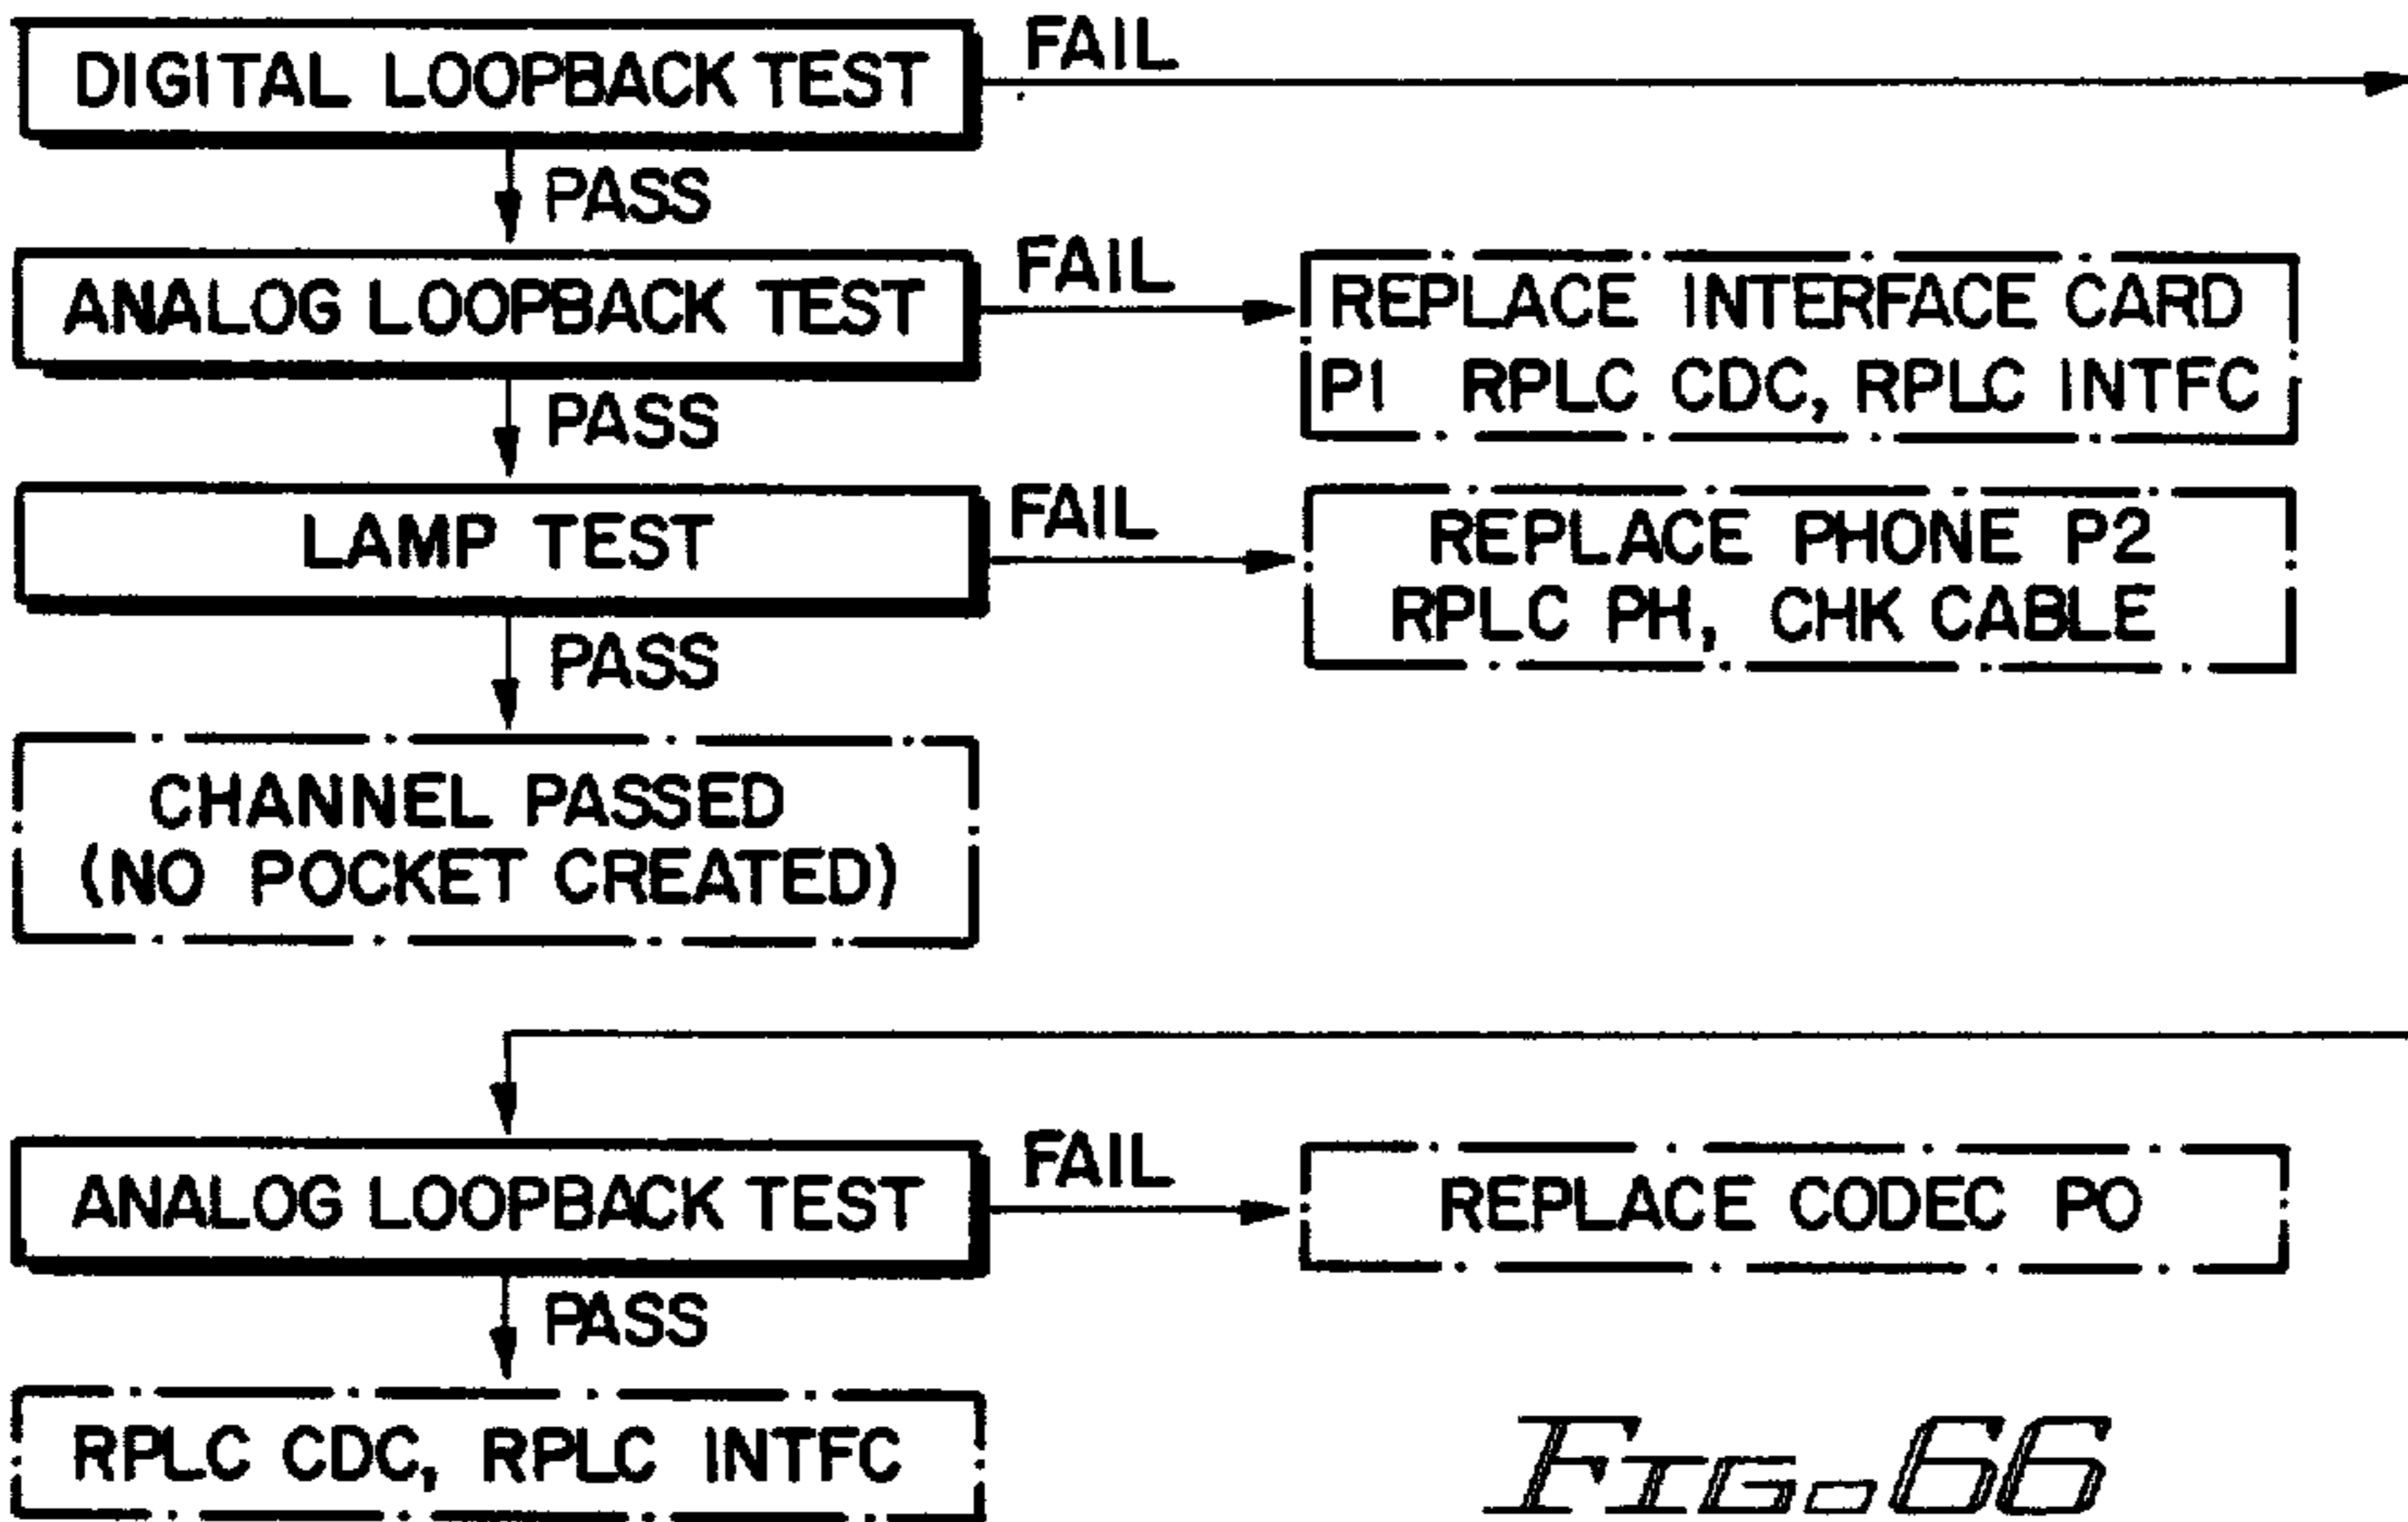 DIGITAL LOOPBACK TEST
FAIL
PASS
ANALOG LOOPBACK TEST
FAIL
REPLACE INTERFACE CARD
P1 RPLC CDC, RPLC INTFC
PASS
LAMP TEST
FAIL
REPLACE PHONE P2
RPLC PH, CHK CABLE
PASS
CHANNEL PASSED
(NO POCKET CREATED)
ANALOG LOOPBACK TEST
FAIL
REPLACE CODEC PO
PASS
RPLC CDC, RPLC INTFC
FIG. 66